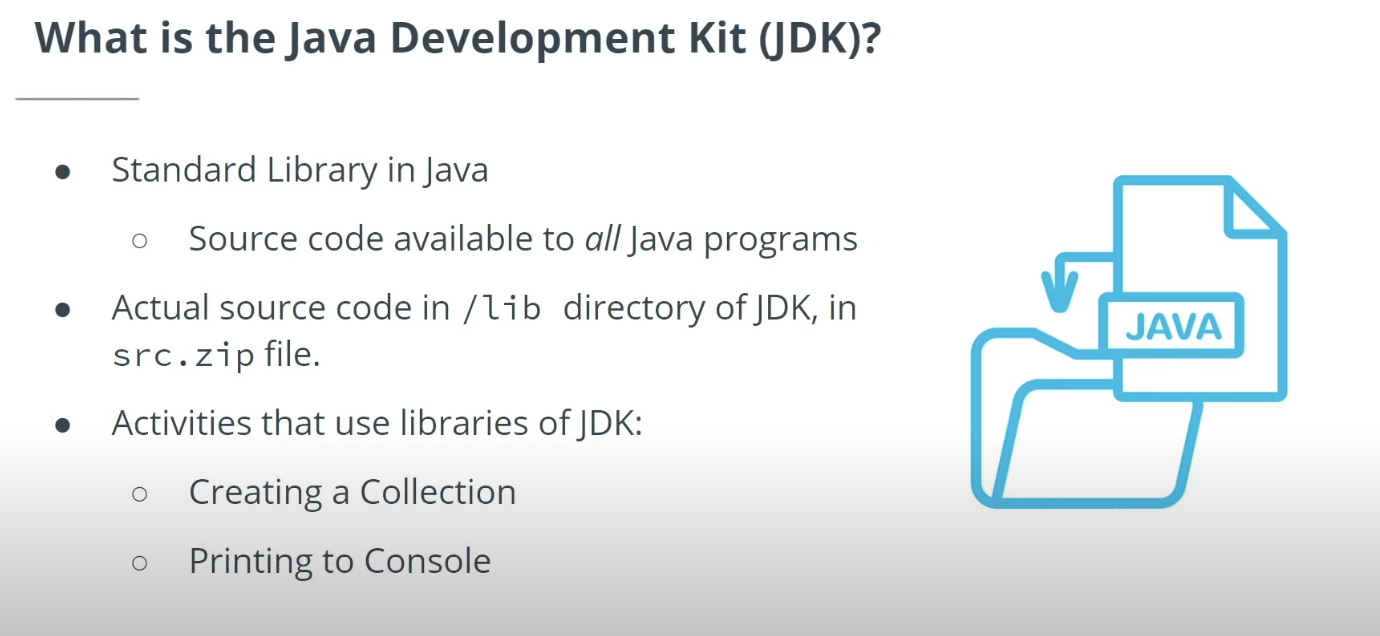 What is the Java Development Kit (JDK)?
● Standard Library in Java
○ Source code available to all Java programs
● Actual source code in /lib directory of JDK, in
src.zip file.
● Activities that use libraries of JDK:
○ Creating a Collection
○ Printing to Console
JAVA